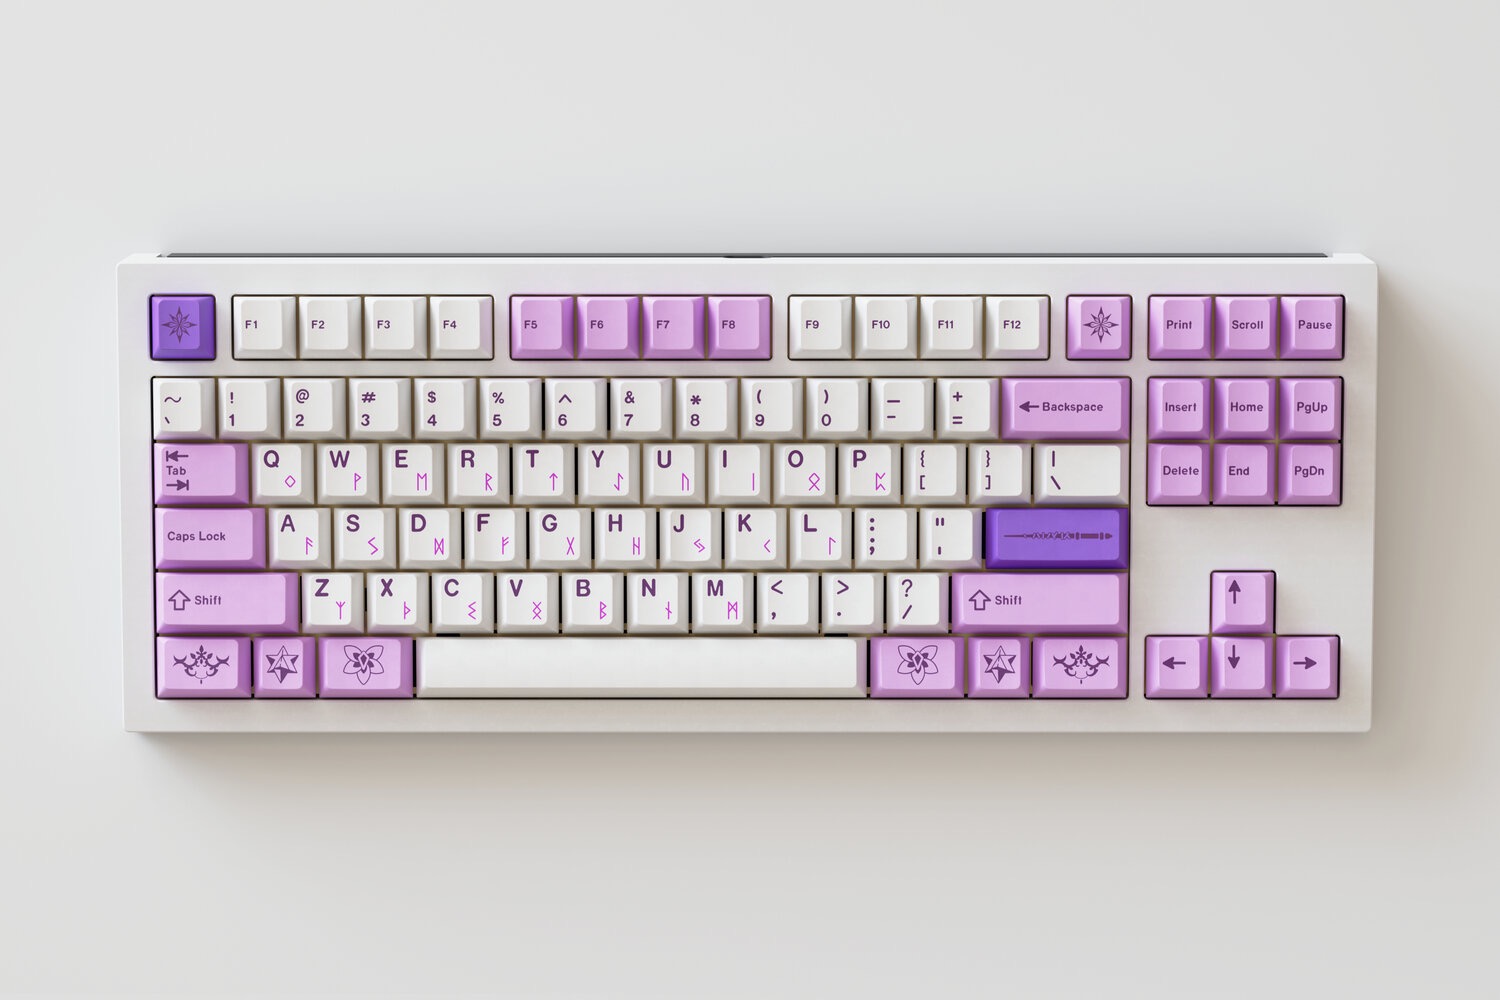 F1 F2 F3 F4 F5 F6 F7 F8 F9 F10 F11 F12 Print Scroll Pause
~ ! @ # $ % ^ & * ( ) _ +
` 1 2 3 4 5 6 7 8 9 0 - = ← Backspace Insert Home PgUp
Tab Q W E R T Y U I O P { } |
ᛜ ᚹ ᛖ ᚱ ᛏ ᛇ ᚢ ᛁ ᛟ ᛈ [ ] \ Delete End PgDn
Caps Lock A S D F G H J K L : "
ᚨ ᛊ ᛞ ᚠ ᚷ ᚺ ᛃ ᚲ ᛚ ; '
Shift Z X C V B N M < > ? Shift ↑
ᛉ ᚦ ᛝ ᛒ ᚾ ᛗ , . /
← ↓ →